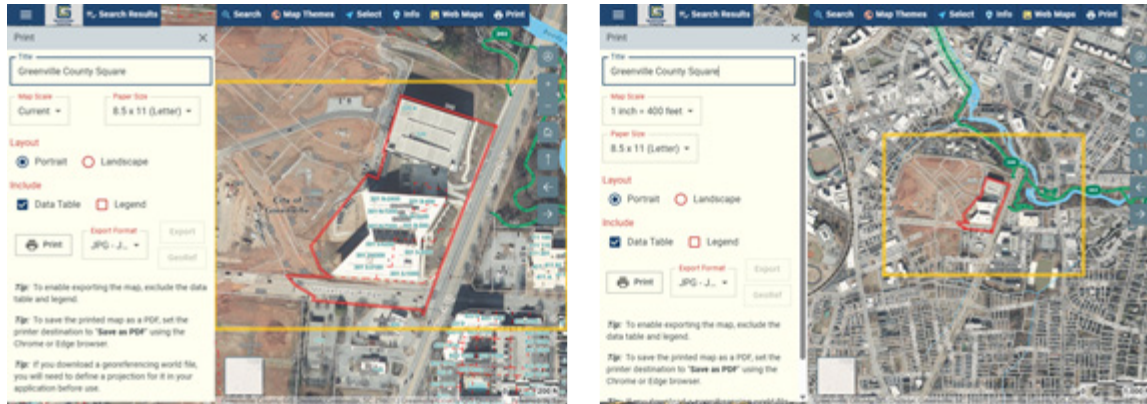 Search Results
Search
Map Themes
Select
Info
Web Maps
Print
Print
Title
Greenville County Square
Map Scale
Current
Paper Size
8.5 x 11 (Letter)
Layout
Portrait
Landscape
Include
Data Table
Legend
Print
Export Format
JPG - J...
Export
GeoRef
Tip: To enable exporting the map, exclude the data
table and legend.
Tip: To save the printed map as a PDF, set the
printer destination to "Save as PDF" using the
Chrome or Edge browser.
Tip: If you download a georeferencing world file,
you will need to define a projection for it in your
application before use.
City of
Greenville
Search Results
Search
Map Themes
Select
Info
Web Maps
Print
Print
Title
Greenville County Square
Map Scale
1 inch = 400 feet
Paper Size
8.5 x 11 (Letter)
Layout
Portrait
Landscape
Include
Data Table
Legend
Print
Export Format
JPG - J...
Export
GeoRef
Tip: To enable exporting the map, exclude the
data table and legend.
Tip: To save the printed map as a PDF, set the
printer destination to "Save as PDF" using the
Chrome or Edge browser.